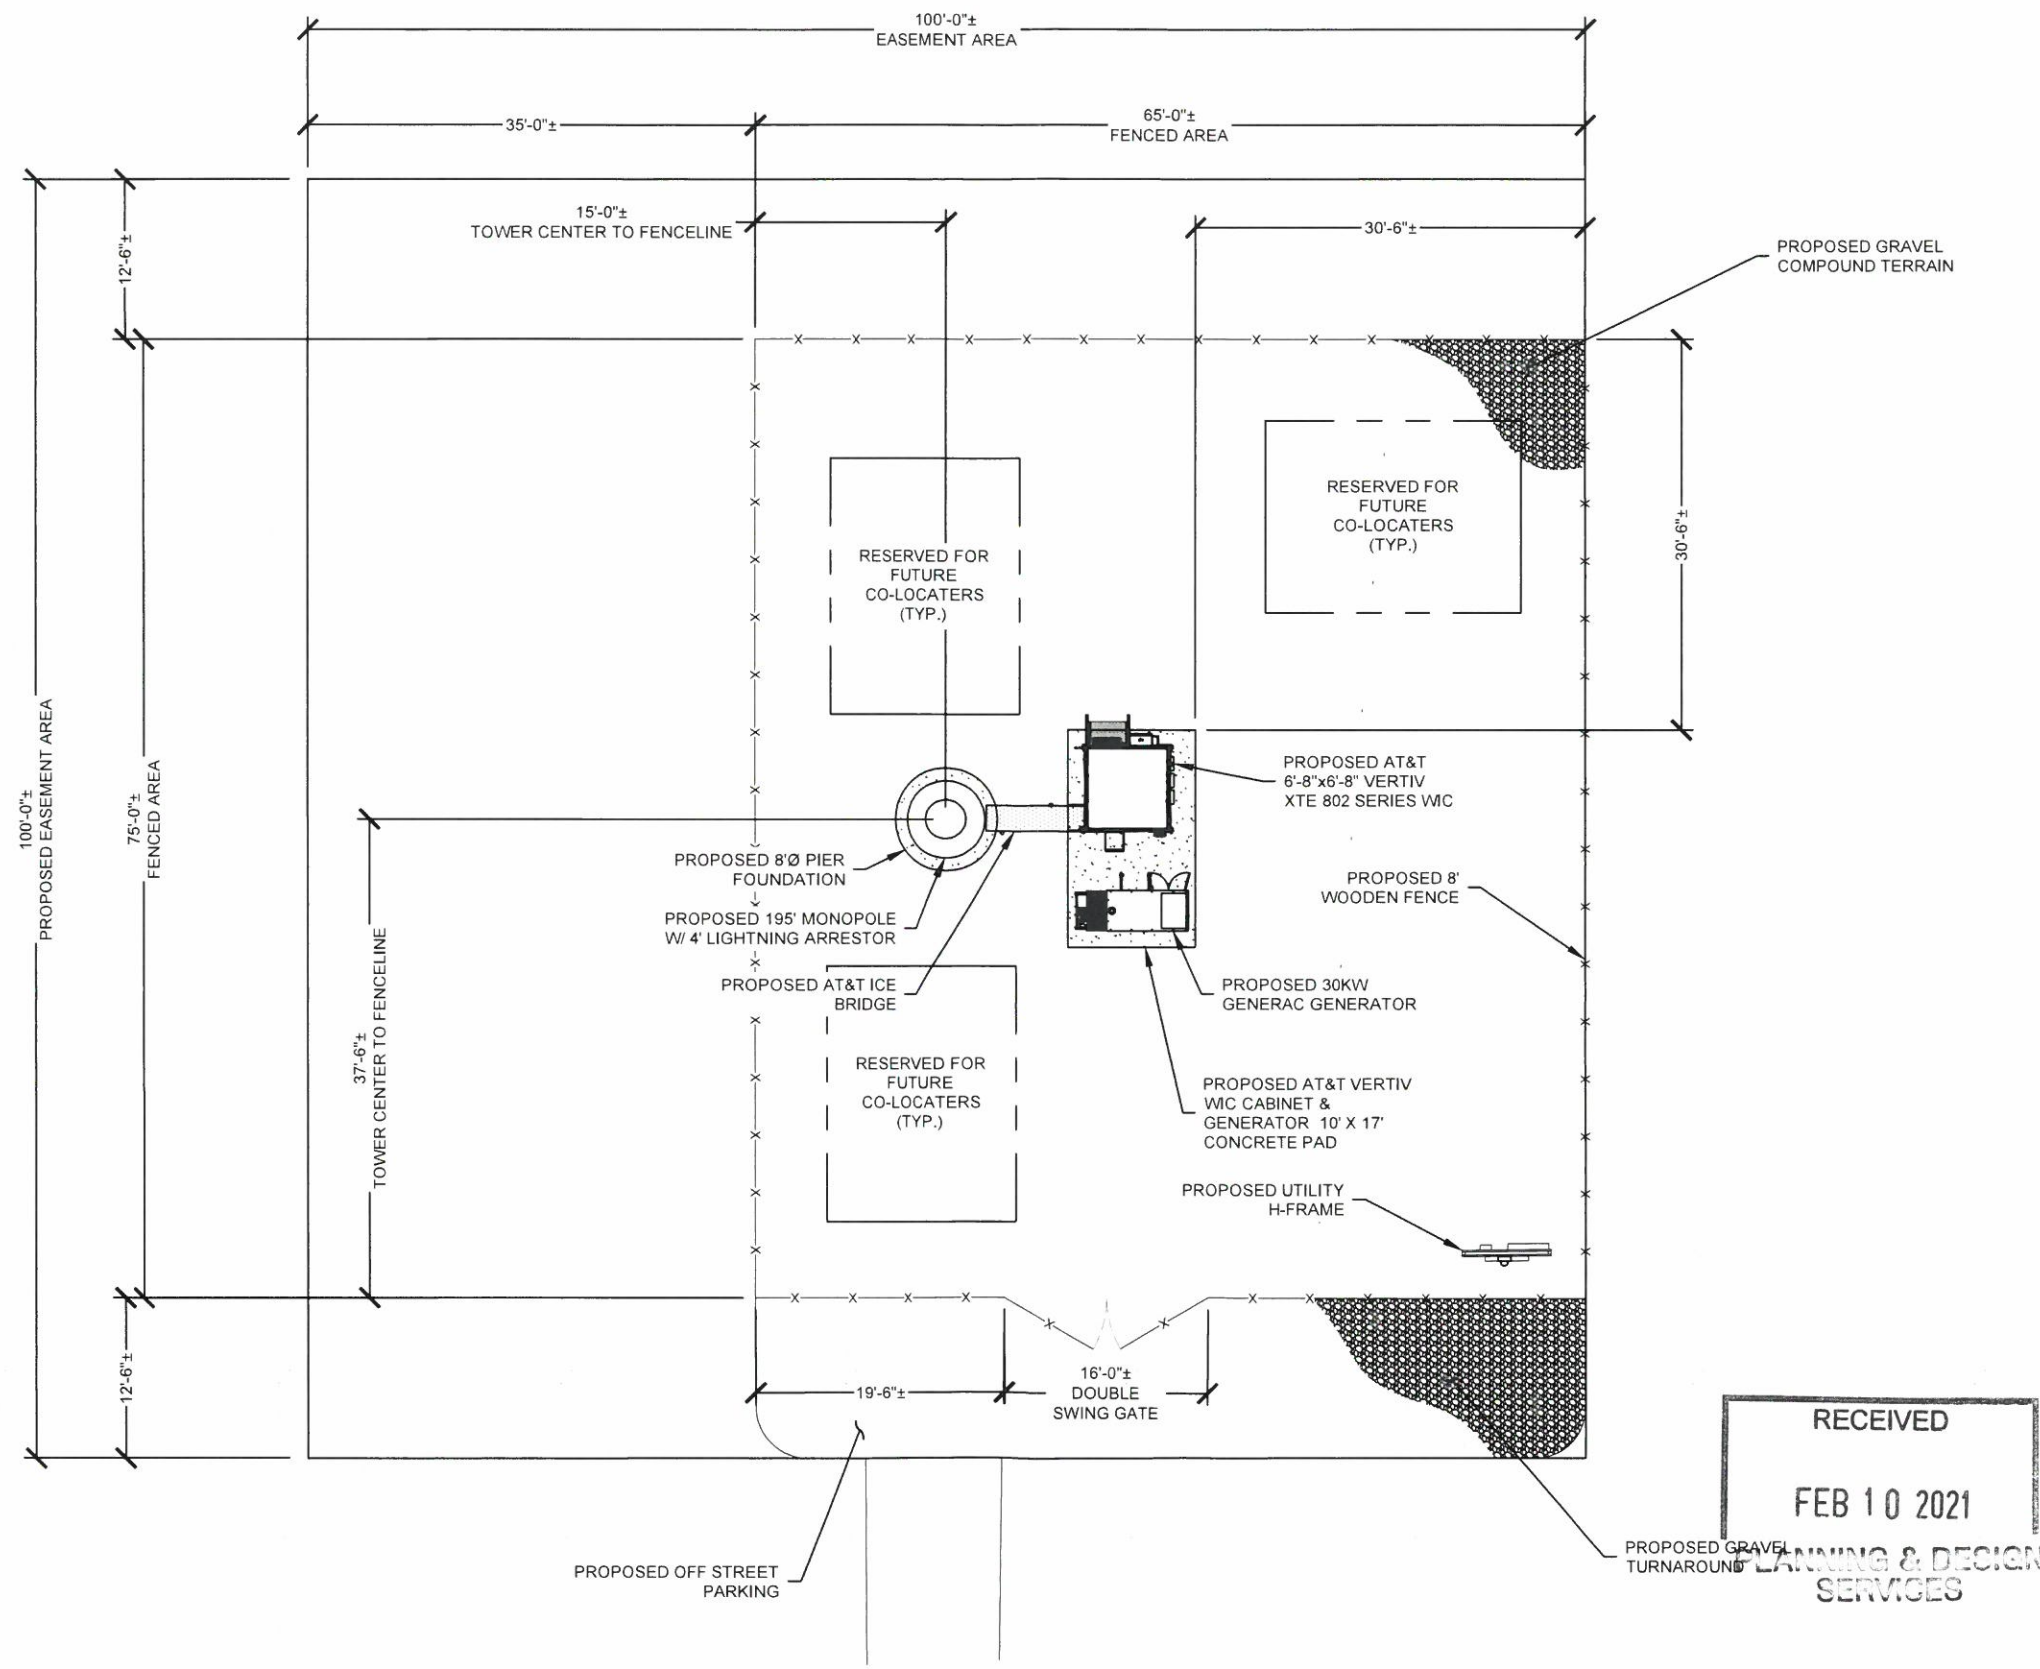 100'-0"±
EASEMENT AREA
35'-0"±
65'-0"±
FENCED AREA
15'-0"±
TOWER CENTER TO FENCELINE
30'-6"±
PROPOSED GRAVEL
COMPOUND TERRAIN
12'-6"±
RESERVED FOR
FUTURE
CO-LOCATERS
(TYP.)
RESERVED FOR
FUTURE
CO-LOCATERS
(TYP.)
30'-6"±
100'-0"±
PROPOSED EASEMENT AREA
75'-0"±
FENCED AREA
37'-6"±
TOWER CENTER TO FENCELINE
PROPOSED AT&T
6'-8"x6'-8" VERTIV
XTE 802 SERIES WIC
PROPOSED 8'Ø PIER
FOUNDATION
PROPOSED 195' MONOPOLE
W/ 4' LIGHTNING ARRESTOR
PROPOSED AT&T ICE
BRIDGE
PROPOSED 8'
WOODEN FENCE
PROPOSED 30KW
GENERAC GENERATOR
RESERVED FOR
FUTURE
CO-LOCATERS
(TYP.)
PROPOSED AT&T VERTIV
WIC CABINET &
GENERATOR 10' X 17'
CONCRETE PAD
PROPOSED UTILITY
H-FRAME
12'-6"±
19'-6"±
16'-0"±
DOUBLE
SWING GATE
PROPOSED OFF STREET
PARKING
PROPOSED GRAVEL
TURNAROUND
RECEIVED
FEB 10 2021
PLANNING & DESIGN
SERVICES